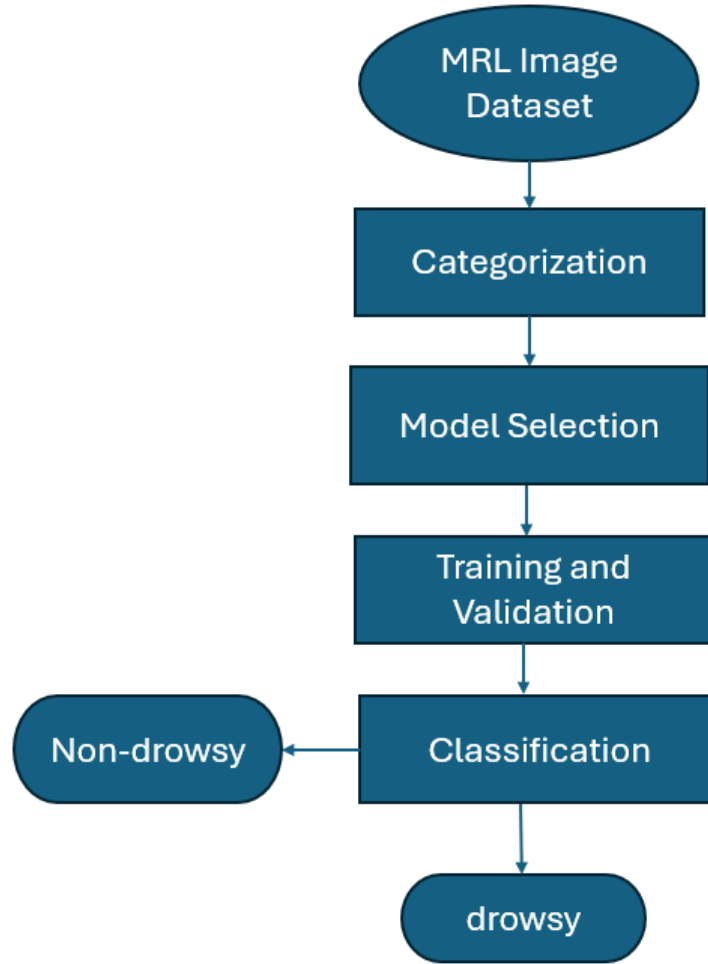 MRL Image
Dataset
Categorization
Model Selection
Training and
Validation
Non-drowsy
Classification
drowsy